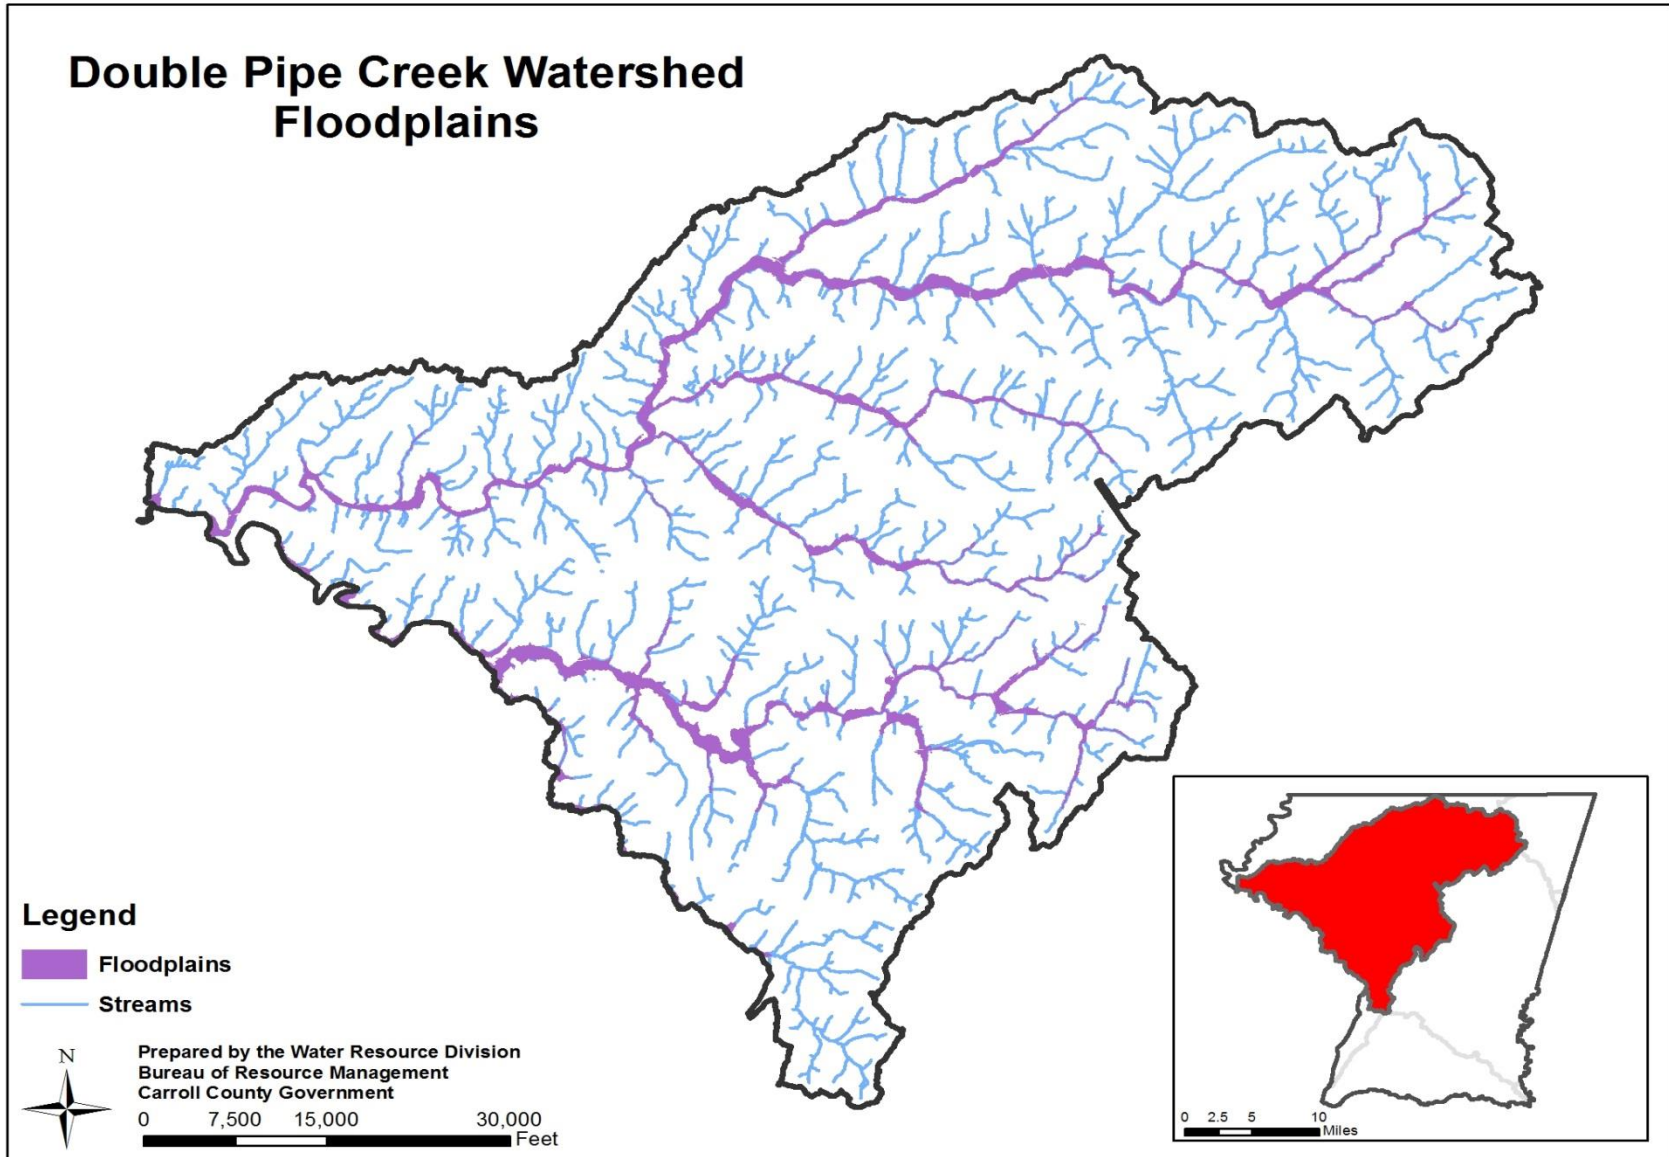 Double Pipe Creek Watershed
Floodplains
Legend
Floodplains
Streams
N
Prepared by the Water Resource Division
Bureau of Resource Management
Carroll County Government
0 7,500 15,000 30,000
Feet
0 2.5 5 10
Miles